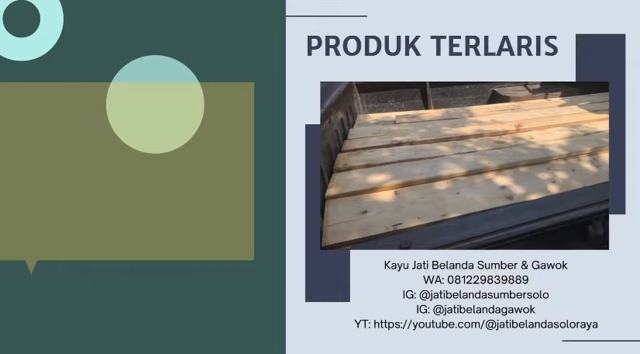 PRODUK TERLARIS
Kayu Jati Belanda Sumber & Gawok
WA: 081229839889
IG: @jatibelandasumbersolo
IG: @jatibelandagawok
YT: https://youtube.com/@jatibelandasoloraya